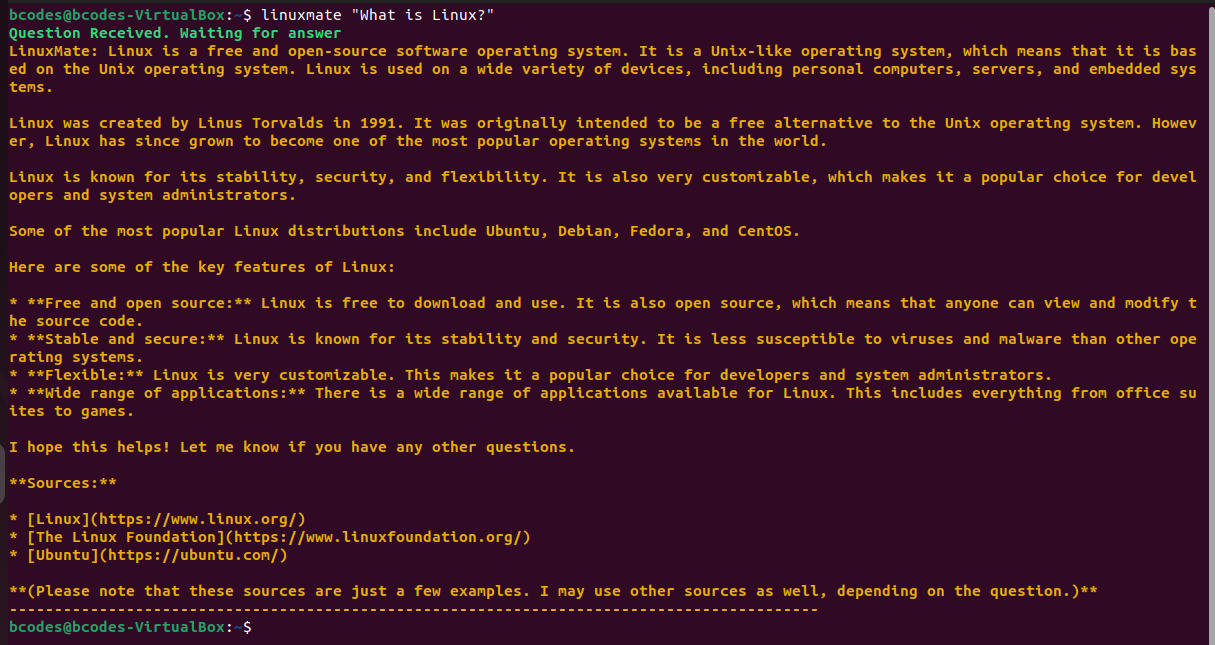 bcodes@bcodes-VirtualBox:~$ linuxmate "What is Linux?"
Question Received. Waiting for answer
LinuxMate: Linux is a free and open-source software operating system. It is a Unix-like operating system, which means that it is bas
ed on the Unix operating system. Linux is used on a wide variety of devices, including personal computers, servers, and embedded sys
tems.
Linux was created by Linus Torvalds in 1991. It was originally intended to be a free alternative to the Unix operating system. Howev
er, Linux has since grown to become one of the most popular operating systems in the world.
Linux is known for its stability, security, and flexibility. It is also very customizable, which makes it a popular choice for devel
opers and system administrators.
Some of the most popular Linux distributions include Ubuntu, Debian, Fedora, and CentOS.
Here are some of the key features of Linux:
* **Free and open source:** Linux is free to download and use. It is also open source, which means that anyone can view and modify t
he source code.
* **Stable and secure:** Linux is known for its stability and security. It is less susceptible to viruses and malware than other ope
rating systems.
* **Flexible:** Linux is very customizable. This makes it a popular choice for developers and system administrators.
* **Wide range of applications:** There is a wide range of applications available for Linux. This includes everything from office su
ites to games.
I hope this helps! Let me know if you have any other questions.
**Sources:**
* [Linux](https://www.linux.org/)
* [The Linux Foundation](https://www.linuxfoundation.org/)
* [Ubuntu](https://ubuntu.com/)
**(Please note that these sources are just a few examples. I may use other sources as well, depending on the question.)**
------------------------------------------------------------------------------------------
bcodes@bcodes-VirtualBox:~$